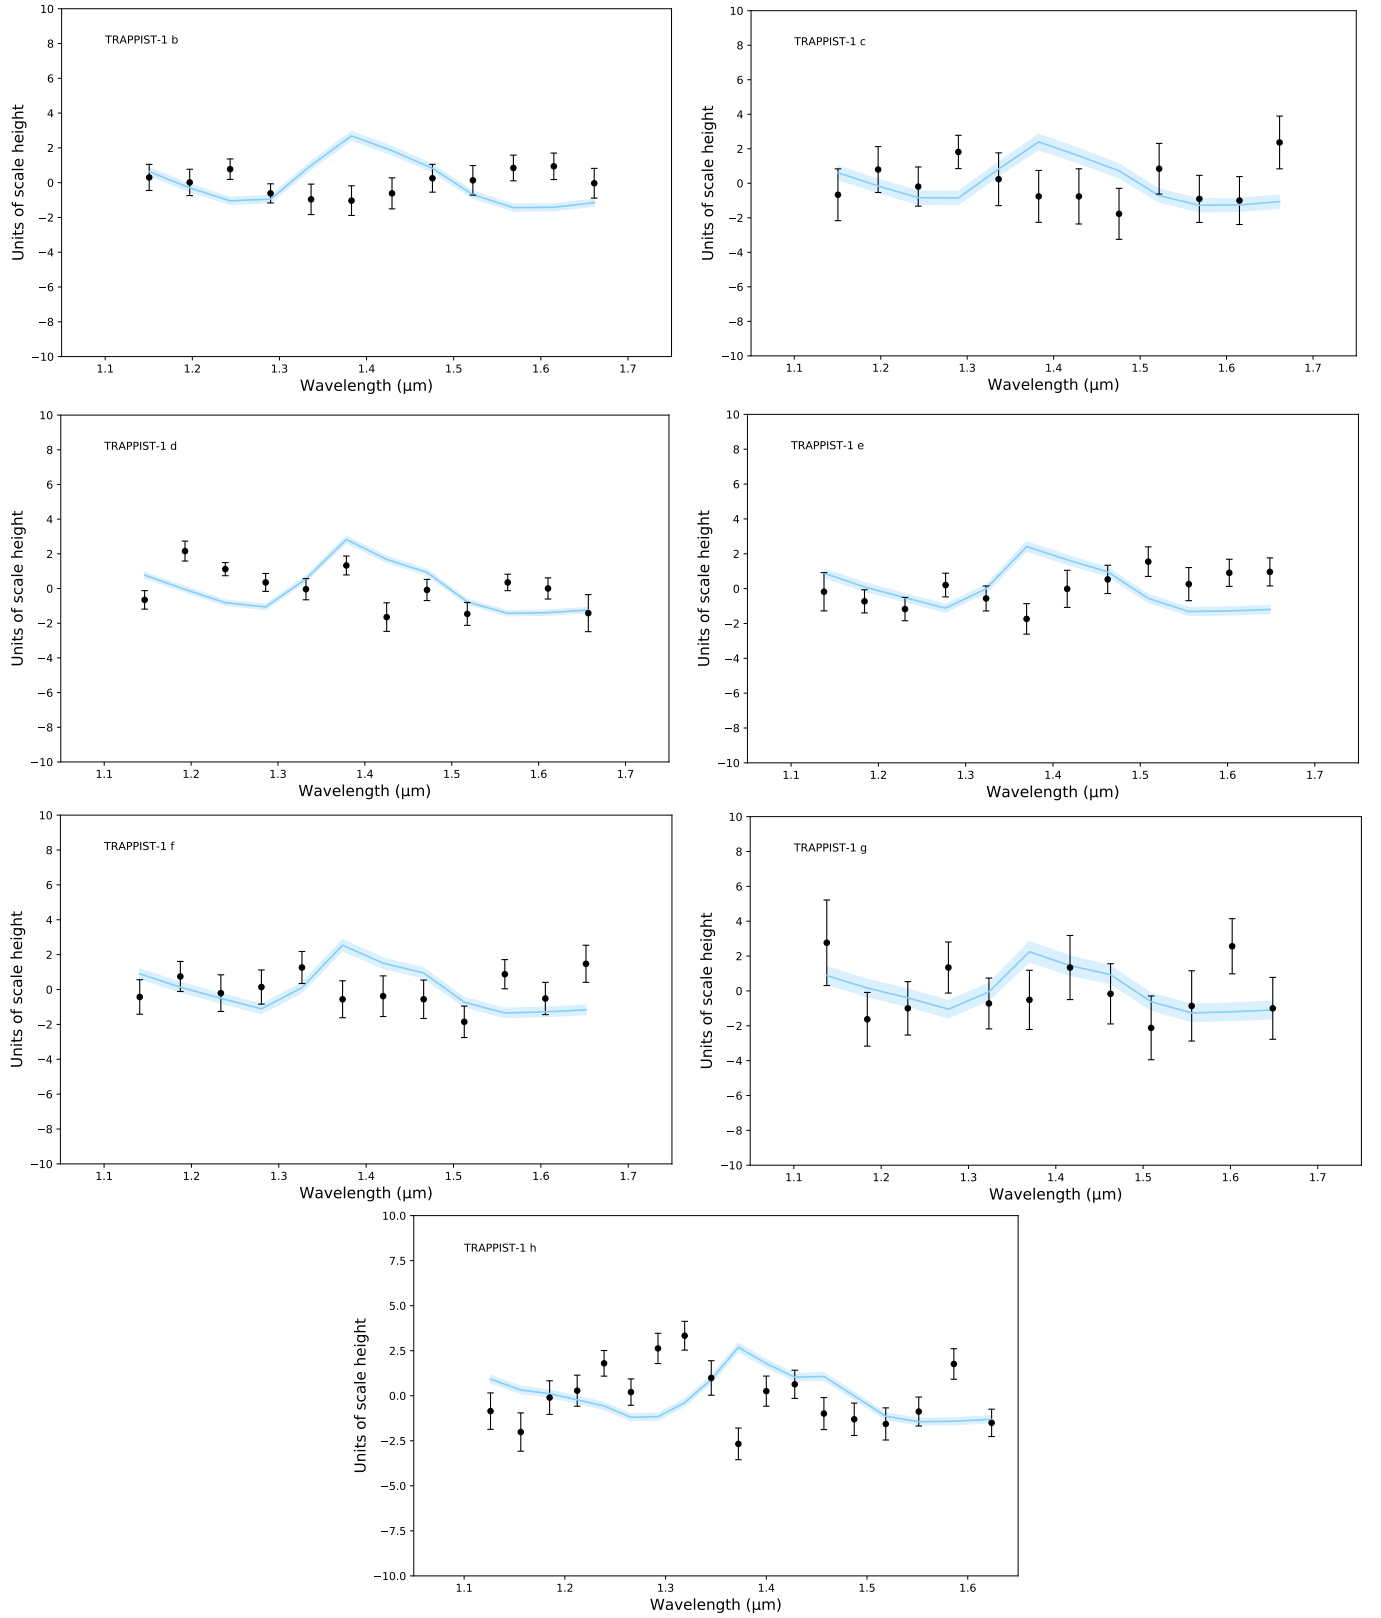 TRAPPIST-1 b
10
8
6
4
2
0
−2
−4
−6
−8
−10
Units of scale height
1.1 1.2 1.3 1.4 1.5 1.6 1.7
Wavelength (μm)
TRAPPIST-1 c
10
8
6
4
2
0
−2
−4
−6
−8
−10
Units of scale height
1.1 1.2 1.3 1.4 1.5 1.6 1.7
Wavelength (μm)
TRAPPIST-1 d
10
8
6
4
2
0
−2
−4
−6
−8
−10
Units of scale height
1.1 1.2 1.3 1.4 1.5 1.6 1.7
Wavelength (μm)
TRAPPIST-1 e
10
8
6
4
2
0
−2
−4
−6
−8
−10
Units of scale height
1.1 1.2 1.3 1.4 1.5 1.6 1.7
Wavelength (μm)
TRAPPIST-1 f
10
8
6
4
2
0
−2
−4
−6
−8
−10
Units of scale height
1.1 1.2 1.3 1.4 1.5 1.6 1.7
Wavelength (μm)
TRAPPIST-1 g
10
8
6
4
2
0
−2
−4
−6
−8
−10
Units of scale height
1.1 1.2 1.3 1.4 1.5 1.6 1.7
Wavelength (μm)
TRAPPIST-1 h
10.0
7.5
5.0
2.5
0.0
−2.5
−5.0
−7.5
−10.0
Units of scale height
1.1 1.2 1.3 1.4 1.5 1.6
Wavelength (μm)